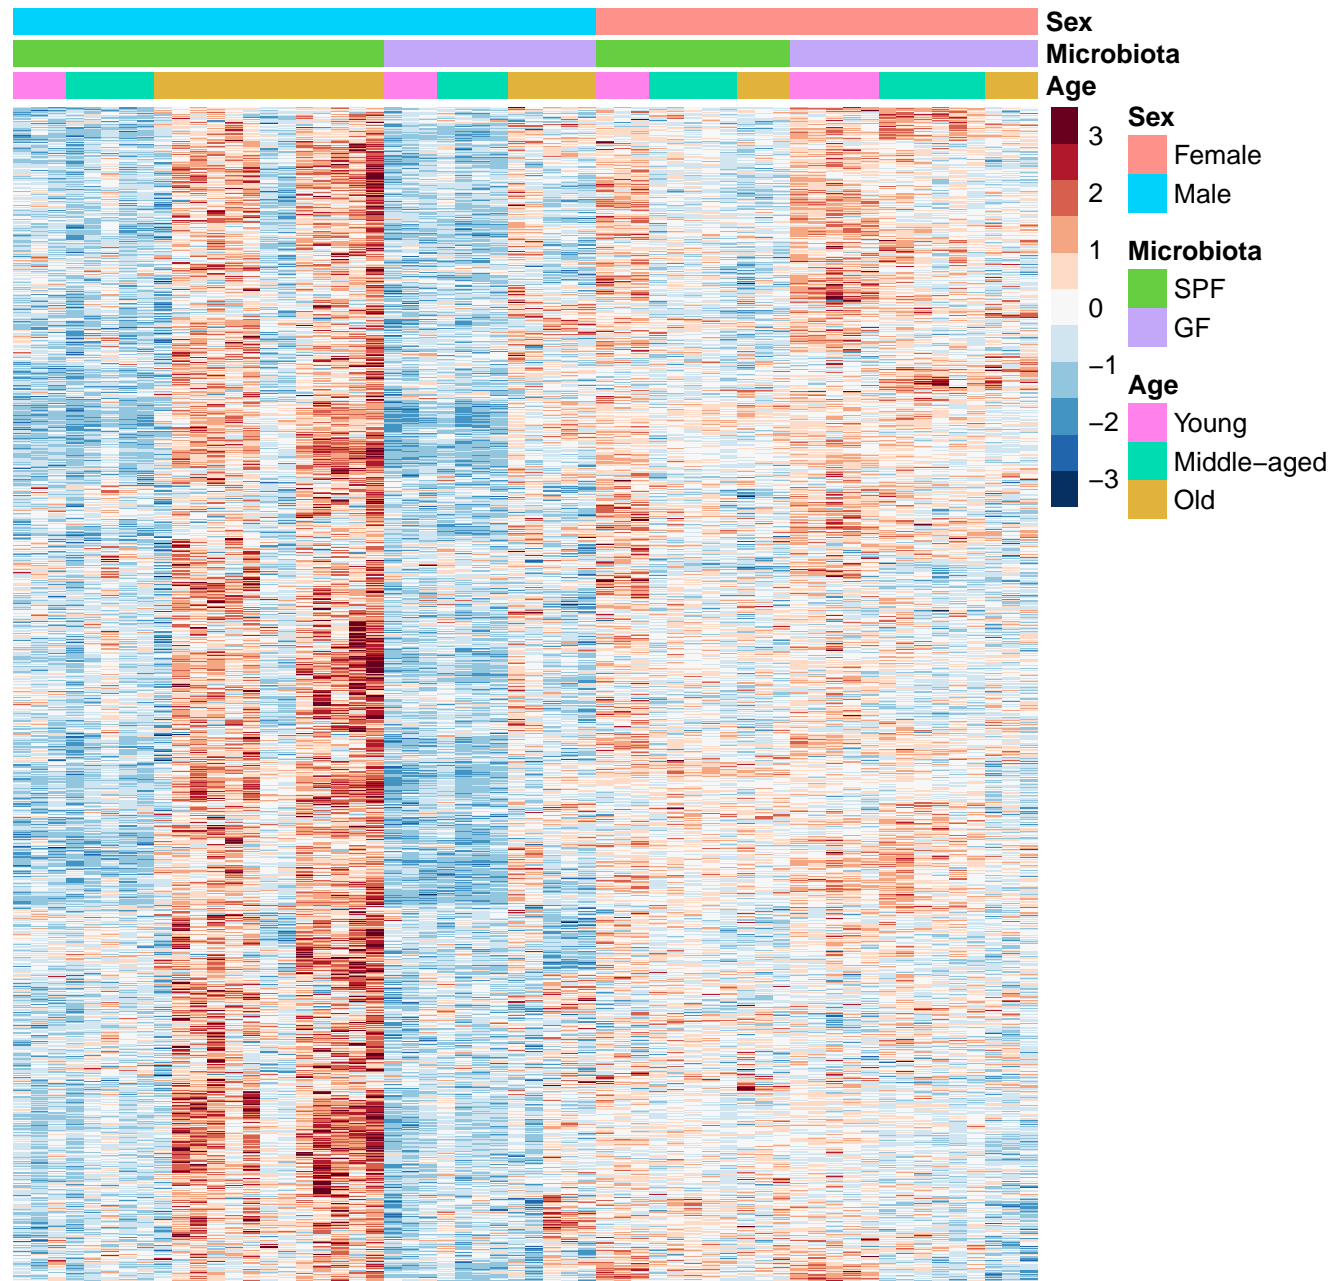 Sex
Microbiota
Age
3
2
1
0
−1
−2
−3
Sex
Female
Male
Microbiota
SPF
GF
Age
Young
Middle−aged
Old